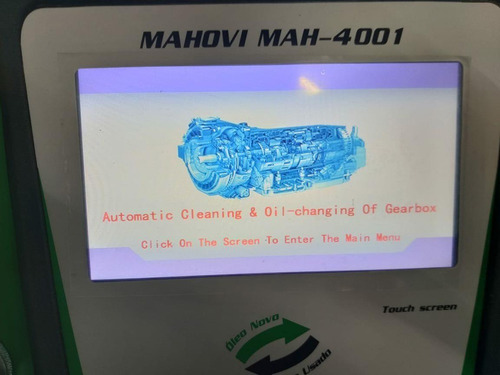 MAHOVI MAH-4001
Automatic Cleaning & Oil-changing Of Gearbox
Click On The Screen To Enter The Main Menu
Touch screen
Óleo Novo
Usado